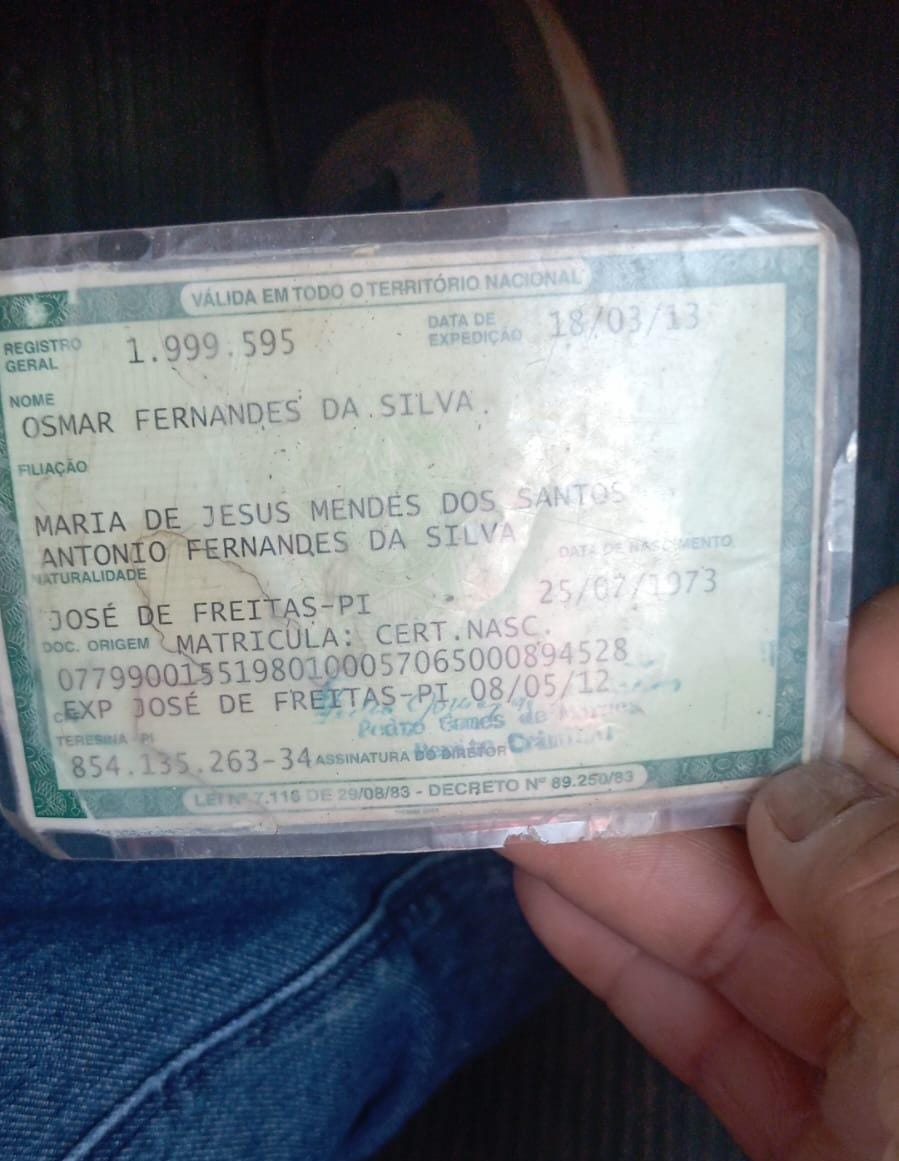 VÁLIDA EM TODO O TERRITÓRIO NACIONAL
REGISTRO GERAL 1.999.595 DATA DE EXPEDIÇÃO 18/03/13
NOME
OSMAR FERNANDES DA SILVA.
FILIAÇÃO
MARIA DE JESUS MENDES DOS SANTOS
ANTONIO FERNANDES DA SILVA
NATURALIDADE DATA DE NASCIMENTO
JOSÉ DE FREITAS-PI 25/07/1973
DOC. ORIGEM MATRICULA: CERT.NASC.
07799001551980100057065000894528
EXP JOSÉ DE FREITAS-PI 08/05/12
TERESINA - PI Pedro Gomes de
854.135.263-34 ASSINATURA DO DIRETOR
LEI Nº 7.116 DE 29/08/83 - DECRETO Nº 89.250/83